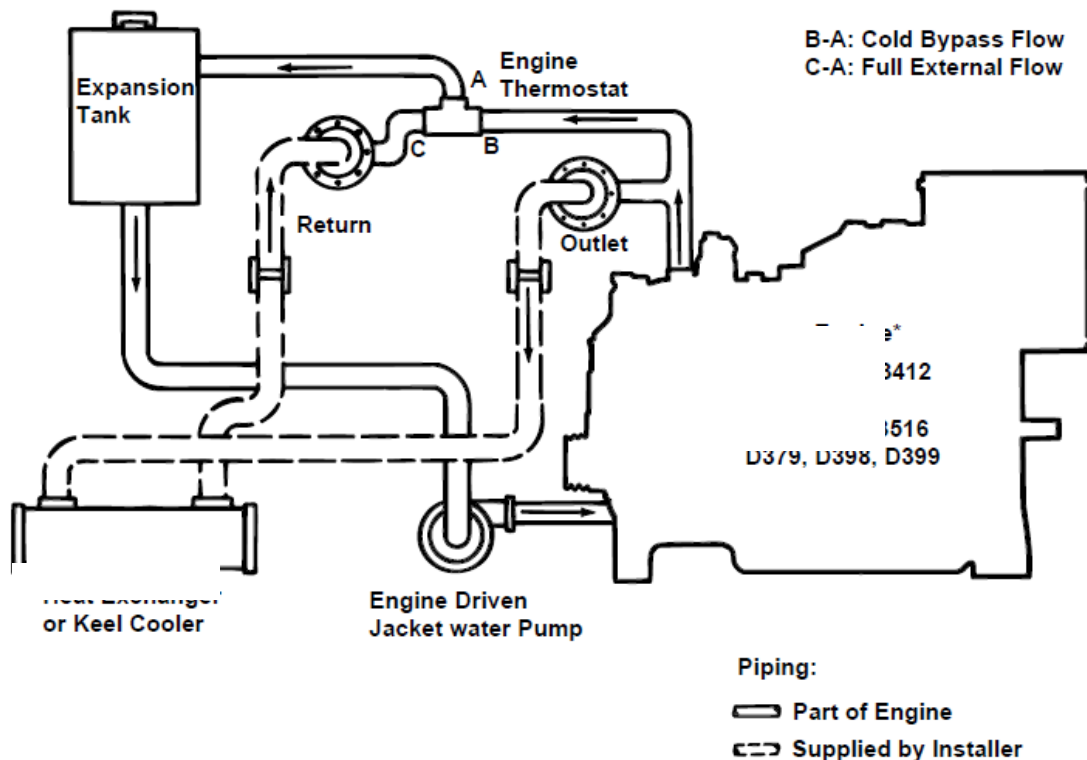 B-A: Cold Bypass Flow
C-A: Full External Flow
Expansion
Tank
A
Engine
Thermostat
C
B
Return
Outlet
D379, D398, D399
or Keel Cooler
Engine Driven
Jacket water Pump
Piping:
Part of Engine
Supplied by Installer